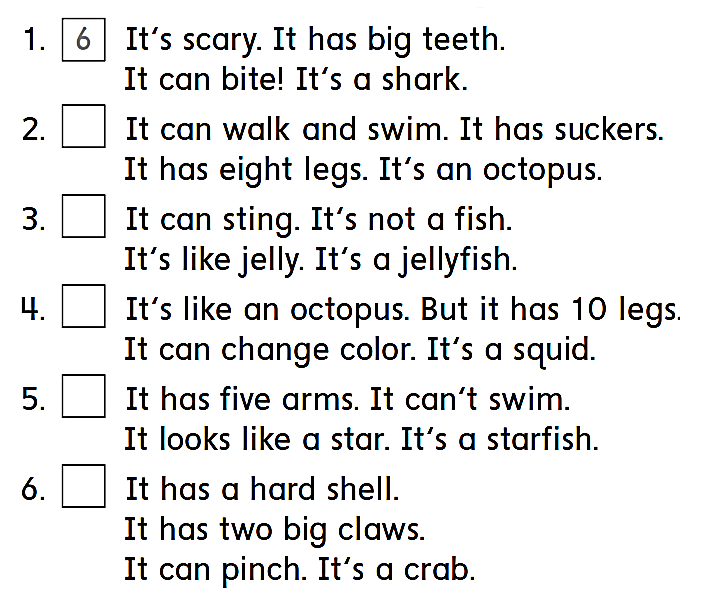 1. 6 It's scary. It has big teeth.
It can bite! It's a shark.
2. It can walk and swim. It has suckers.
It has eight legs. It's an octopus.
3. It can sting. It's not a fish.
It's like jelly. It's a jellyfish.
4. It's like an octopus. But it has 10 legs.
It can change color. It's a squid.
5. It has five arms. It can't swim.
It looks like a star. It's a starfish.
6. It has a hard shell.
It has two big claws.
It can pinch. It's a crab.